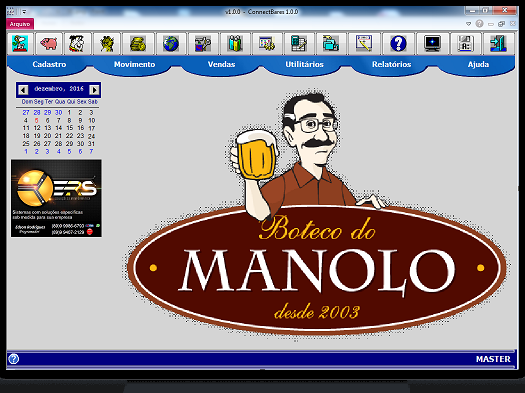 v1.0.0 - ConnectBares 1.0.0
Arquivo
Cadastro Movimento Vendas Utilitários Relatórios Ajuda
dezembro, 2016
Dom Seg Ter Qua Qui Sex Sab
27 28 29 30 1 2 3
4 5 6 7 8 9 10
11 12 13 14 15 16 17
18 19 20 21 22 23 24
25 26 27 28 29 30 31
1 2 3 4 5 6 7
ERS
Sistemas com soluções específicas
sob medida para sua empresa
Edson Rodrigues
Programador
Boteco do
MANOLO
desde 2003
MASTER